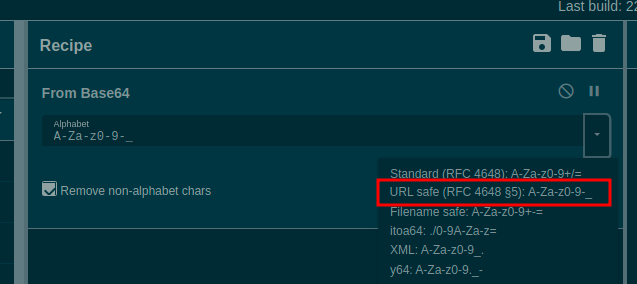 Last build: 22
Recipe
From Base64
Alphabet
A-Za-z0-9-_
Remove non-alphabet chars
Standard (RFC 4648): A-Za-z0-9+/=
URL safe (RFC 4648 §5): A-Za-z0-9-_
Filename safe: A-Za-z0-9+-=
itoa64: ./0-9A-Za-z=
XML: A-Za-z0-9_.
y64: A-Za-z0-9._-